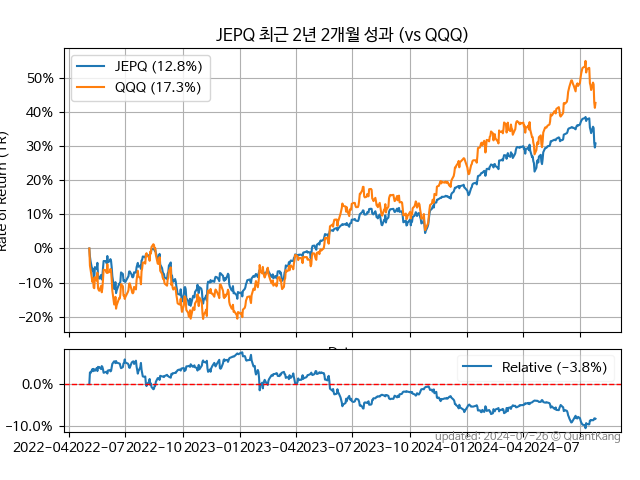 JEPQ 최근 2년 2개월 성과 (vs QQQ)
JEPQ (12.8%)
QQQ (17.3%)
50%
40%
30%
20%
10%
0%
−10%
−20%
Rate of Return (TR)
Relative (−3.8%)
0.0%
−10.0%
2022-04 2022-07 2022-10 2023-01 2023-04 2023-07 2023-10 2024-01 2024-04 2024-07
updated: 2024-07-26 © QuantKang